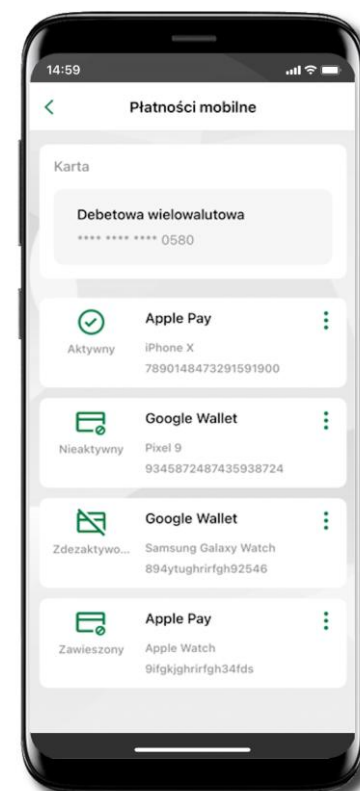 14:59
Płatności mobilne
Karta
Debetowa wielowalutowa
**** **** **** 0580
Apple Pay
Aktywny
iPhone X
7890148473291591900
Google Wallet
Nieaktywny
Pixel 9
9345872487435938724
Google Wallet
Zdezaktywo...
Samsung Galaxy Watch
894ytughrirfgh92546
Apple Pay
Zawieszony
Apple Watch
9ifgkjghrirfgh34fds